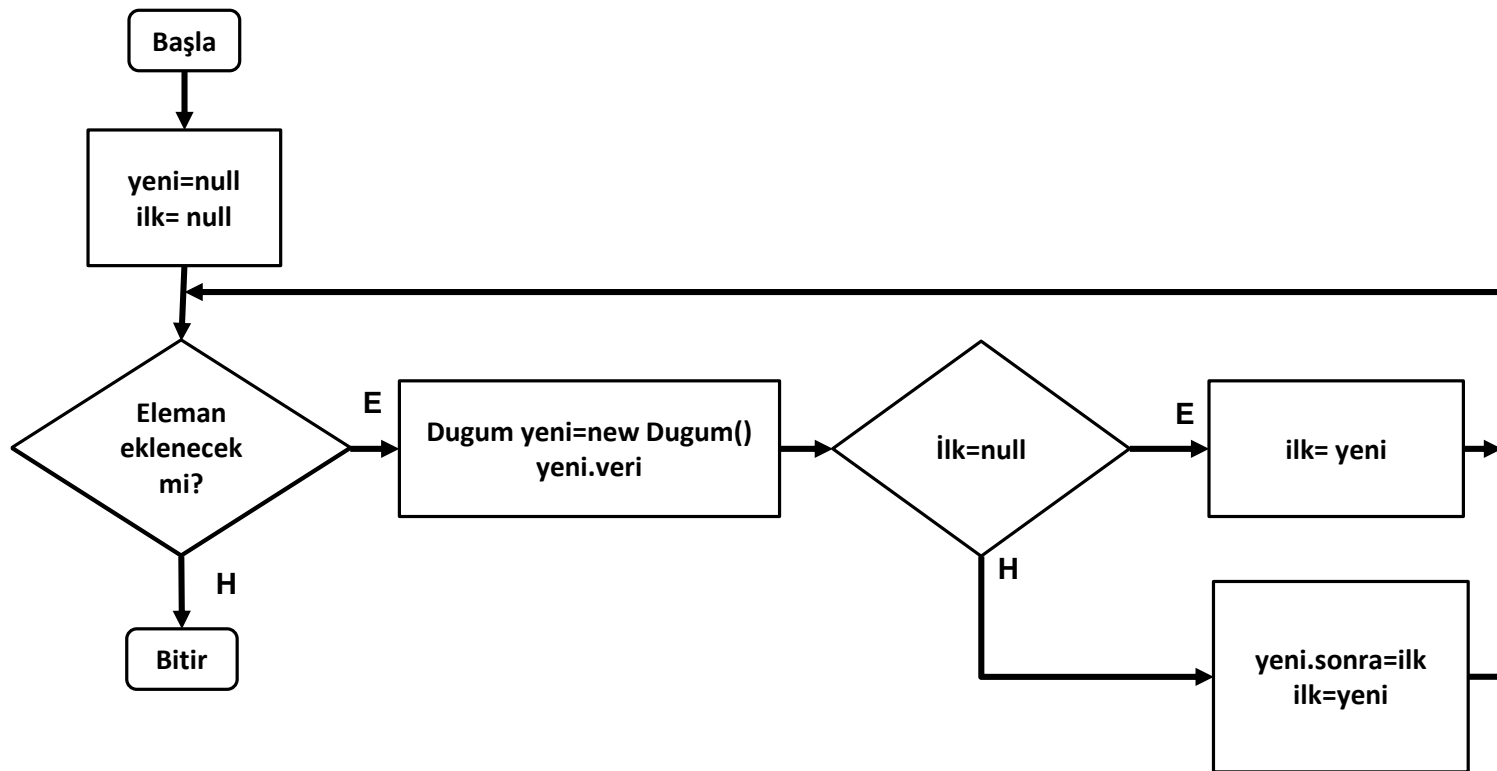 Başla
yeni=null
ilk= null
Eleman
eklenecek
mi?
E
Dugum yeni=new Dugum()
yeni.veri
İlk=null
E
ilk= yeni
H
H
Bitir
yeni.sonra=ilk
ilk=yeni